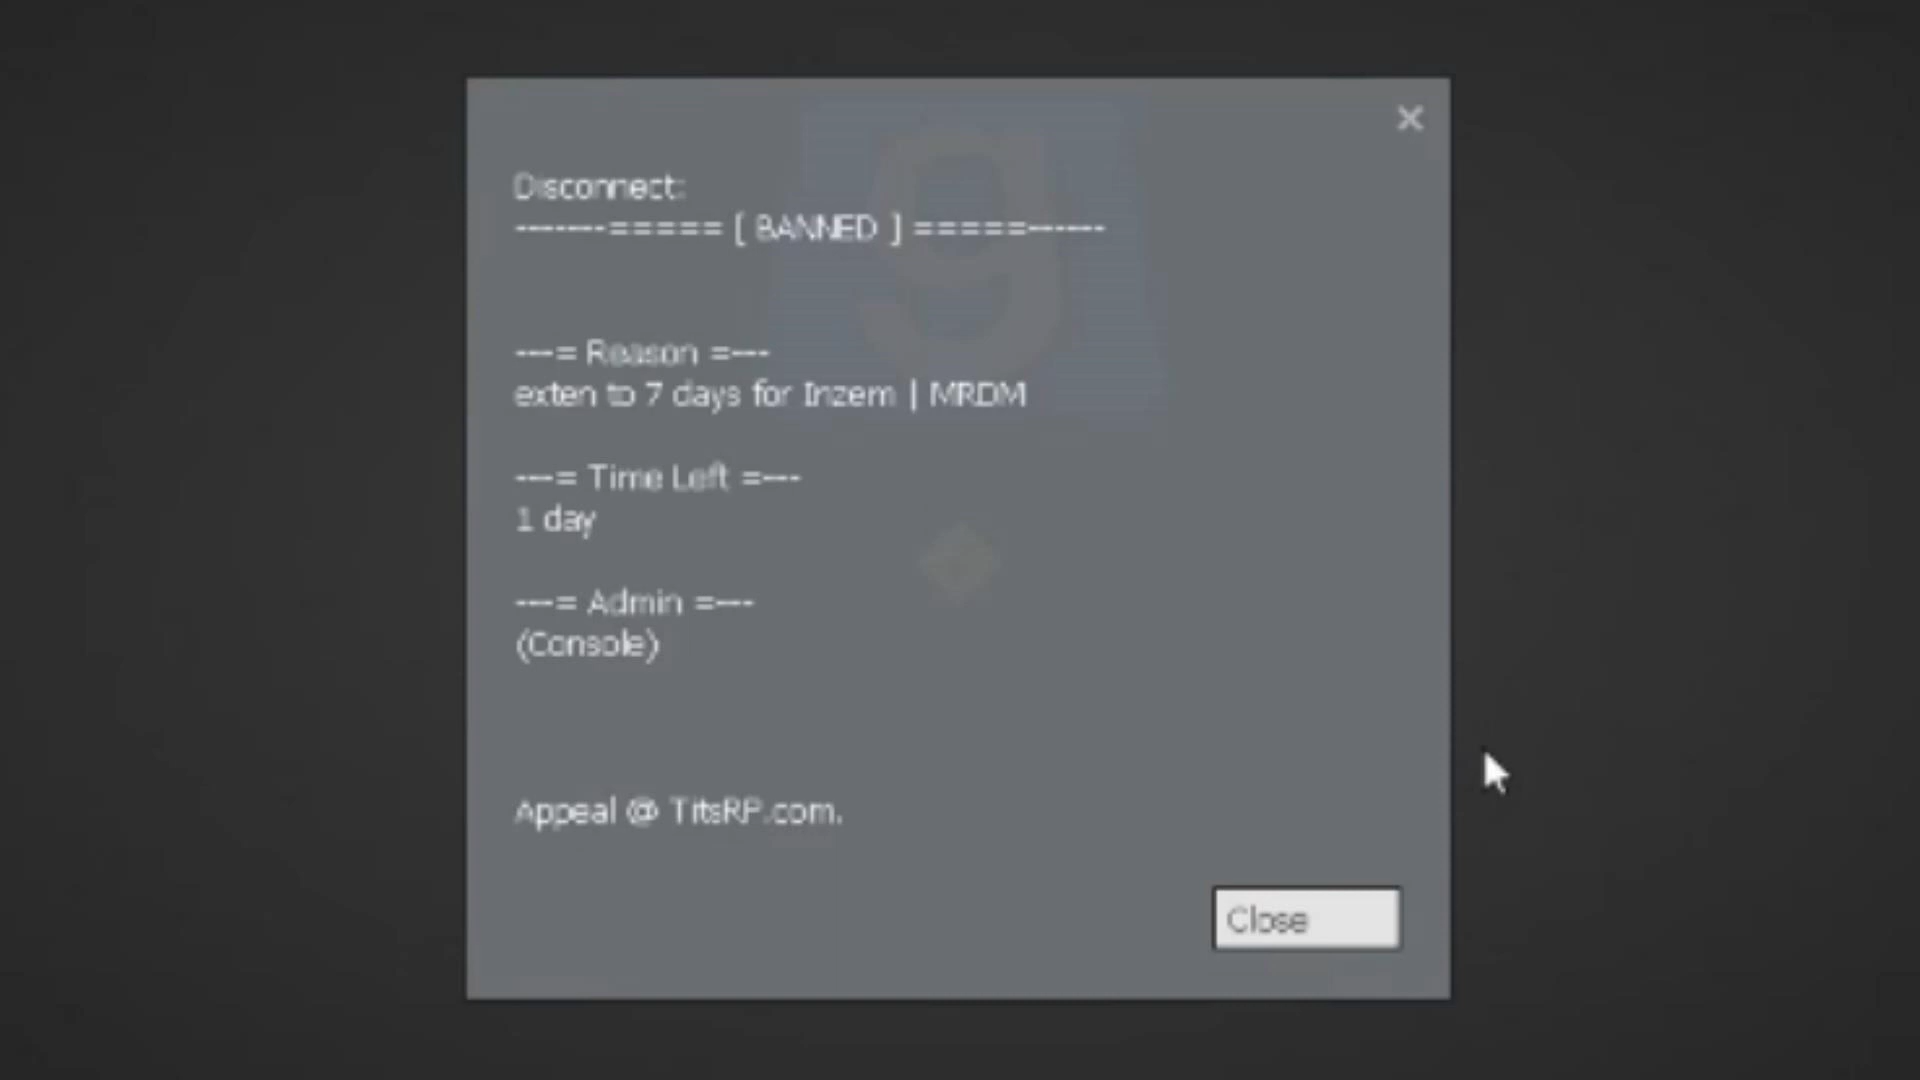 Disconnect:
-------===== [ BANNED ] =====------
---= Reason =---
exten to 7 days for Inzem | MRDM
---= Time Left =---
1 day
---= Admin =---
(Console)
Appeal @ TitsRP.com.
Close